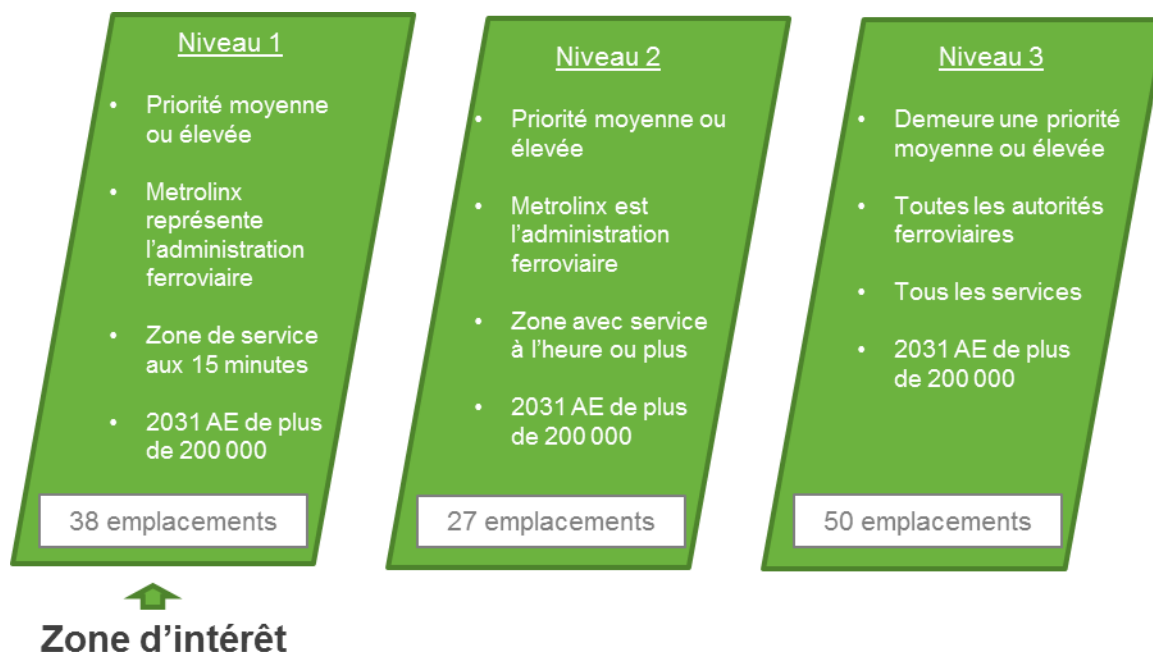 Niveau 1
• Priorité moyenne
ou élevée
• Metrolinx
représente
l’administration
ferroviaire
• Zone de service
aux 15 minutes
• 2031 AE de plus
de 200 000
38 emplacements
Niveau 2
• Priorité moyenne ou
élevée
• Metrolinx est
l’administration
ferroviaire
• Zone avec service
à l’heure ou plus
• 2031 AE de plus
de 200 000
27 emplacements
Niveau 3
• Demeure une priorité
moyenne ou élevée
• Toutes les autorités
ferroviaires
• Tous les services
• 2031 AE de plus
de 200 000
50 emplacements
Zone d’intérêt